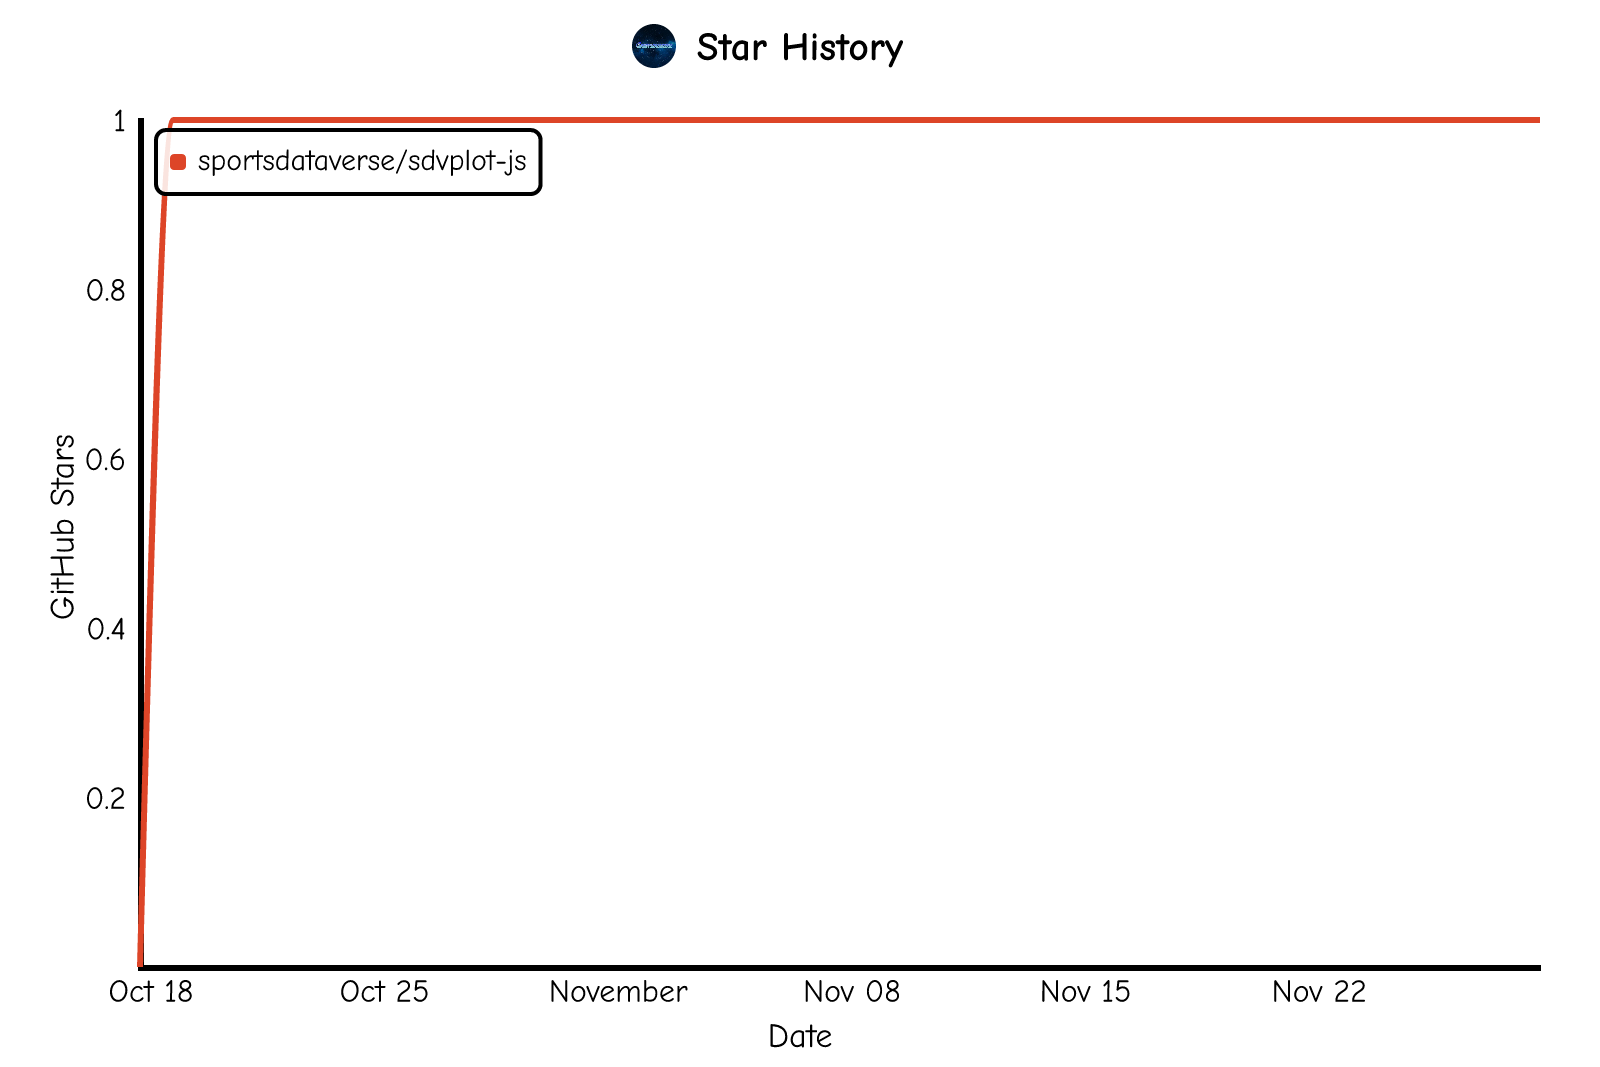 Star History
sportsdataverse/sdvplot-js
1
0.8
0.6
0.4
0.2
GitHub Stars
Oct 18
Oct 25
November
Nov 08
Nov 15
Nov 22
Date